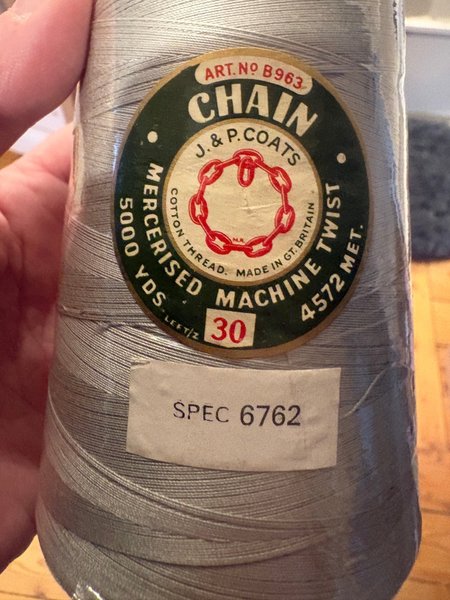 ART. NO B963
CHAIN
J. & P. COATS
COTTON THREAD. MADE IN GT. BRITAIN
MERCERISED MACHINE TWIST
5000 YDS
4572 MET.
LEFT/Z
30
SPEC 6762